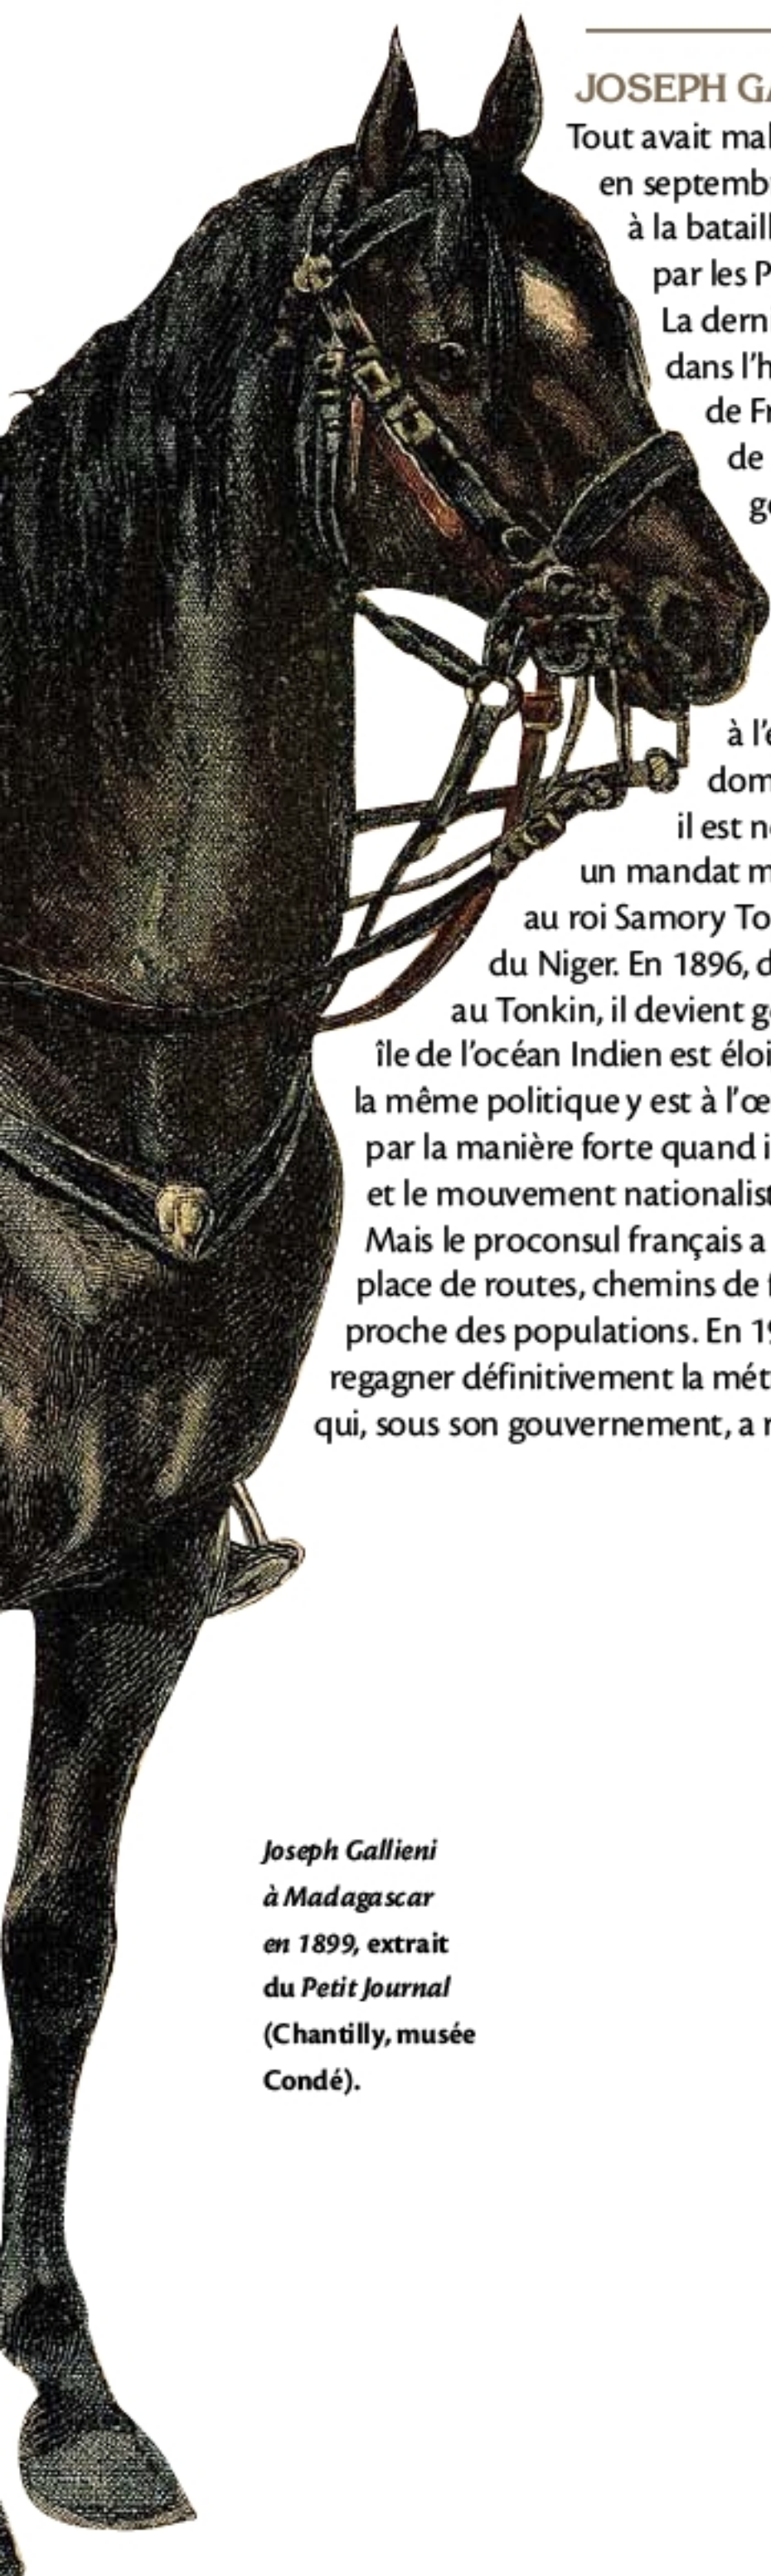 JOSEPH GA
Tout avait mal
en septemb
à la bataill
par les P
La derni
dans l'h
de Fr
de
ge
à l'e
dom
il est n
un mandat m
au roi Samory To
du Niger. En 1896, d
au Tonkin, il devient g
île de l'océan Indien est éloi
la même politique y est à l'œ
par la manière forte quand i
et le mouvement nationalist
Mais le proconsul français a
place de routes, chemins de f
proche des populations. En 19
regagner définitivement la mét
qui, sous son gouvernement, a r
Joseph Gallieni
à Madagascar
en 1899, extrait
du Petit Journal
(Chantilly, musée
Condé).